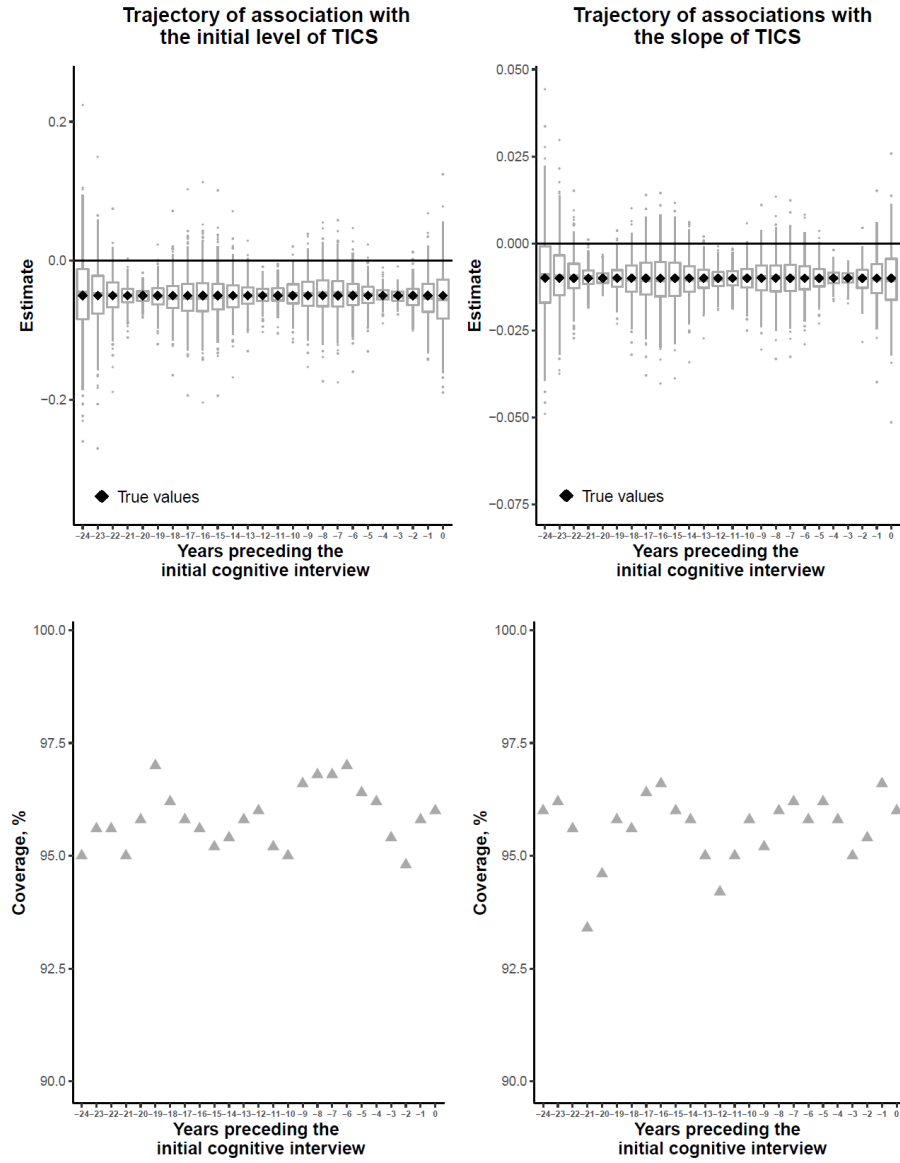 Trajectory of association with
the initial level of TICS
Trajectory of associations with
the slope of TICS
Estimate
0.2
0.0
−0.2
True values
−24 −23 −22 −21 −20 −19 −18 −17 −16 −15 −14 −13 −12 −11 −10 −9 −8 −7 −6 −5 −4 −3 −2 −1 0
Years preceding the
initial cognitive interview
Estimate
0.050
0.025
0.000
−0.025
−0.050
−0.075
True values
−24 −23 −22 −21 −20 −19 −18 −17 −16 −15 −14 −13 −12 −11 −10 −9 −8 −7 −6 −5 −4 −3 −2 −1 0
Years preceding the
initial cognitive interview
Coverage, %
100.0
97.5
95.0
92.5
90.0
−24 −23 −22 −21 −20 −19 −18 −17 −16 −15 −14 −13 −12 −11 −10 −9 −8 −7 −6 −5 −4 −3 −2 −1 0
Years preceding the
initial cognitive interview
Coverage, %
100.0
97.5
95.0
92.5
90.0
−24 −23 −22 −21 −20 −19 −18 −17 −16 −15 −14 −13 −12 −11 −10 −9 −8 −7 −6 −5 −4 −3 −2 −1 0
Years preceding the
initial cognitive interview